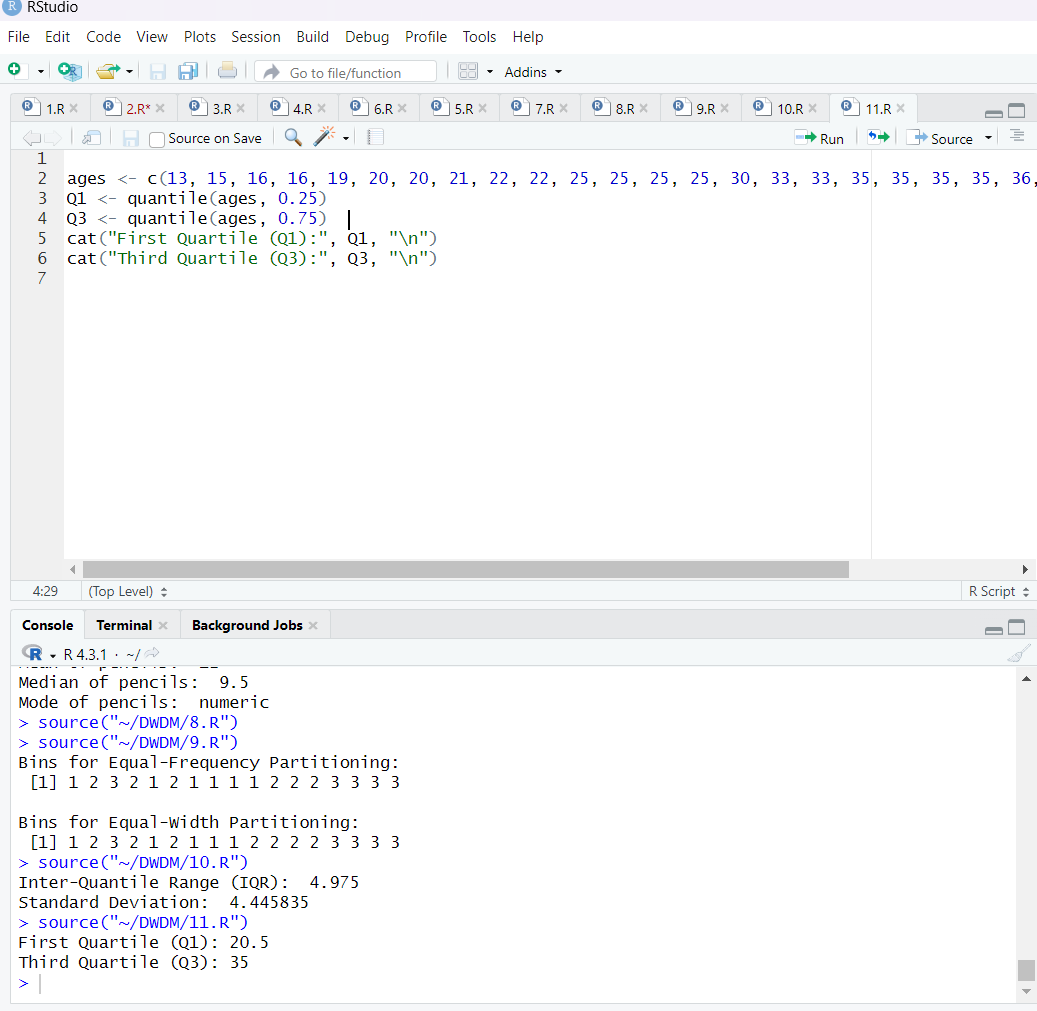 RStudio
File Edit Code View Plots Session Build Debug Profile Tools Help
Go to file/function Addins
1.R 2.R* 3.R 4.R 6.R 5.R 7.R 8.R 9.R 10.R 11.R
Source on Save Run Source
1
2 ages <- c(13, 15, 16, 16, 19, 20, 20, 21, 22, 22, 25, 25, 25, 25, 30, 33, 33, 35, 35, 35, 35, 36,
3 Q1 <- quantile(ages, 0.25)
4 Q3 <- quantile(ages, 0.75)
5 cat("First Quartile (Q1):", Q1, "\n")
6 cat("Third Quartile (Q3):", Q3, "\n")
7
4:29 (Top Level) R Script
Console Terminal Background Jobs
R R 4.3.1 · ~/
Median of pencils:  9.5
Mode of pencils:  numeric
> source("~/DWDM/8.R")
> source("~/DWDM/9.R")
Bins for Equal-Frequency Partitioning:
[1] 1 2 3 2 1 2 1 1 1 1 2 2 2 3 3 3 3
Bins for Equal-Width Partitioning:
[1] 1 2 3 2 1 2 1 1 1 2 2 2 2 3 3 3 3
> source("~/DWDM/10.R")
Inter-Quantile Range (IQR):  4.975
Standard Deviation:  4.445835
> source("~/DWDM/11.R")
First Quartile (Q1): 20.5
Third Quartile (Q3): 35
>